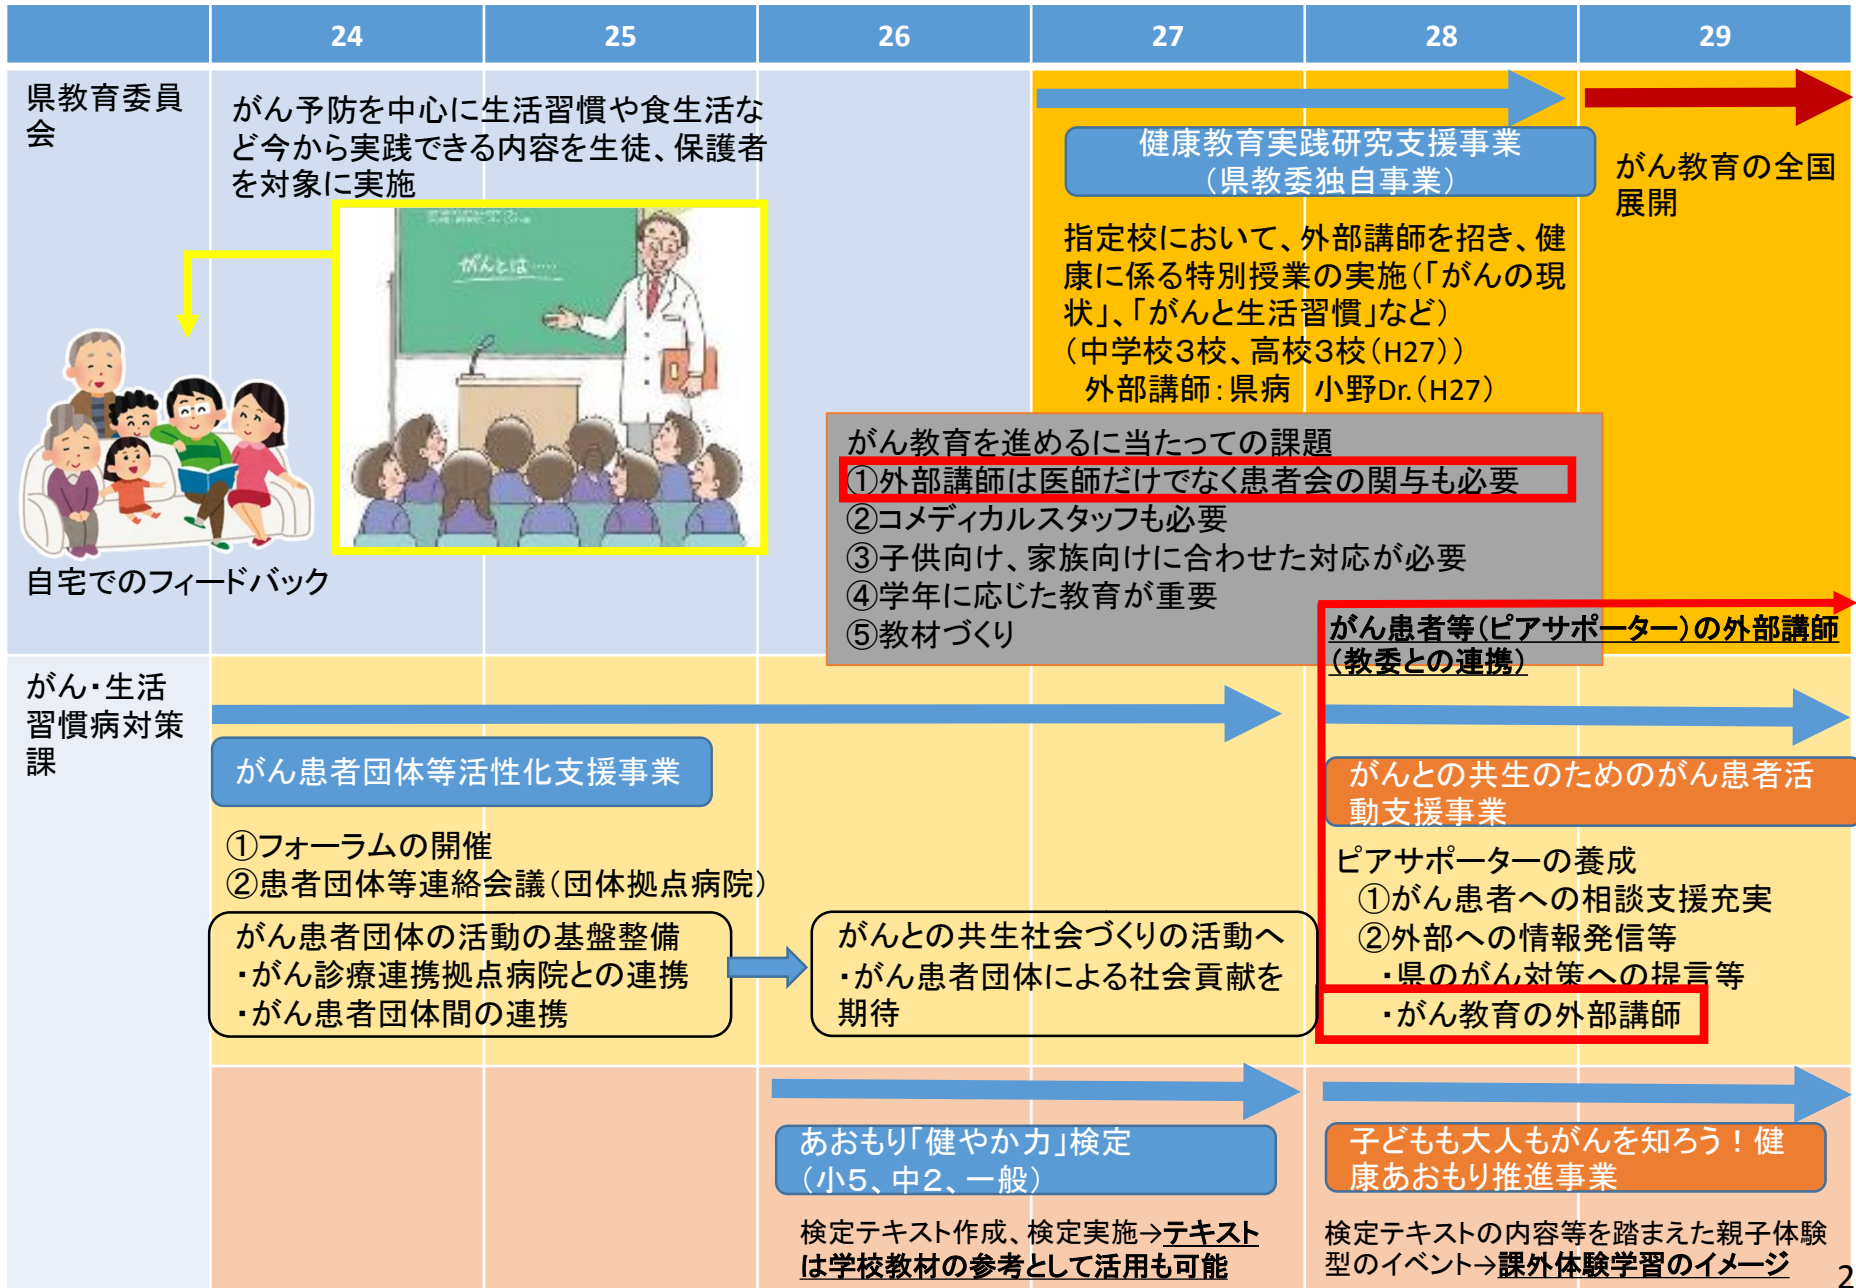 24
25
26
27
28
29
県教育委員
会
がん予防を中心に生活習慣や食生活な
ど今から実践できる内容を生徒、保護者
を対象に実施
がんとは……
自宅でのフィードバック
健康教育実践研究支援事業
（県教委独自事業）
がん教育の全国
展開
指定校において、外部講師を招き、健
康に係る特別授業の実施（「がんの現
状」、「がんと生活習慣」など）
（中学校３校、高校３校（H27））
外部講師：県病　小野Dr.（H27）
がん教育を進めるに当たっての課題
①外部講師は医師だけでなく患者会の関与も必要
②コメディカルスタッフも必要
③子供向け、家族向けに合わせた対応が必要
④学年に応じた教育が重要
⑤教材づくり
がん患者等（ピアサポーター）の外部講師
（教委との連携）
がん・生活
習慣病対策
課
がん患者団体等活性化支援事業
①フォーラムの開催
②患者団体等連絡会議（団体拠点病院）
がん患者団体の活動の基盤整備
・がん診療連携拠点病院との連携
・がん患者団体間の連携
がんとの共生社会づくりの活動へ
・がん患者団体による社会貢献を
期待
がんとの共生のためのがん患者活
動支援事業
ピアサポーターの養成
①がん患者への相談支援充実
②外部への情報発信等
・県のがん対策への提言等
・がん教育の外部講師
あおもり「健やか力」検定
（小５、中２、一般）
検定テキスト作成、検定実施→テキスト
は学校教材の参考として活用も可能
子どもも大人もがんを知ろう！健
康あおもり推進事業
検定テキストの内容等を踏まえた親子体験
型のイベント→課外体験学習のイメージ
2